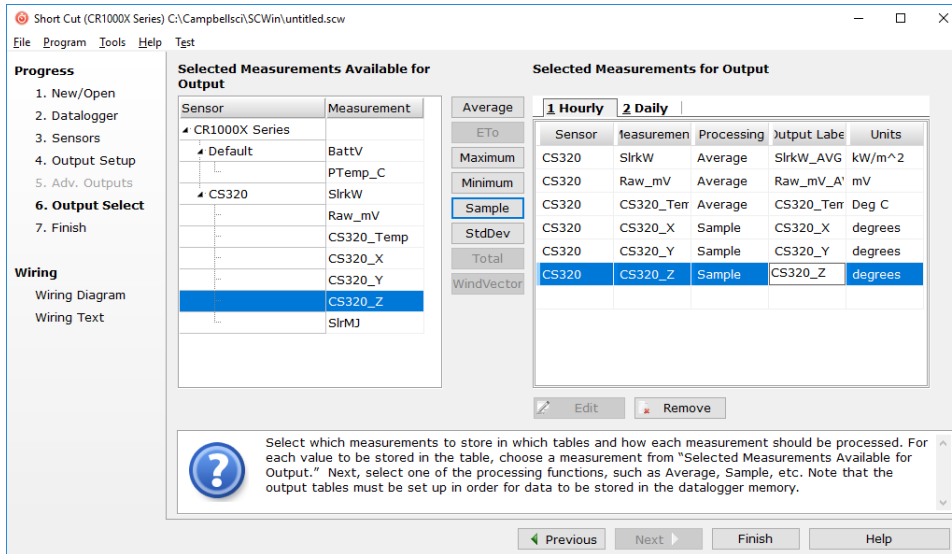 Short Cut (CR1000X Series) C:\Campbellsci\SCWin\untitled.scw
File Program Tools Help Test
Progress
1. New/Open
2. Datalogger
3. Sensors
4. Output Setup
5. Adv. Outputs
6. Output Select
7. Finish
Wiring
Wiring Diagram
Wiring Text
Selected Measurements Available for
Output
Sensor Measurement
CR1000X Series
Default BattV
PTemp_C
CS320 SlrkW
Raw_mV
CS320_Temp
CS320_X
CS320_Y
CS320_Z
SlrMJ
Average
ETo
Maximum
Minimum
Sample
StdDev
Total
WindVector
Selected Measurements for Output
1 Hourly 2 Daily
Sensor Measuremen Processing Output Labe Units
CS320 SlrkW Average SlrkW_AVG kW/m^2
CS320 Raw_mV Average Raw_mV_A mV
CS320 CS320_Tem Average CS320_Tem Deg C
CS320 CS320_X Sample CS320_X degrees
CS320 CS320_Y Sample CS320_Y degrees
CS320 CS320_Z Sample CS320_Z degrees
Edit Remove
Select which measurements to store in which tables and how each measurement should be processed. For
each value to be stored in the table, choose a measurement from “Selected Measurements Available for
Output.” Next, select one of the processing functions, such as Average, Sample, etc. Note that the
output tables must be set up in order for data to be stored in the datalogger memory.
Previous Next Finish Help